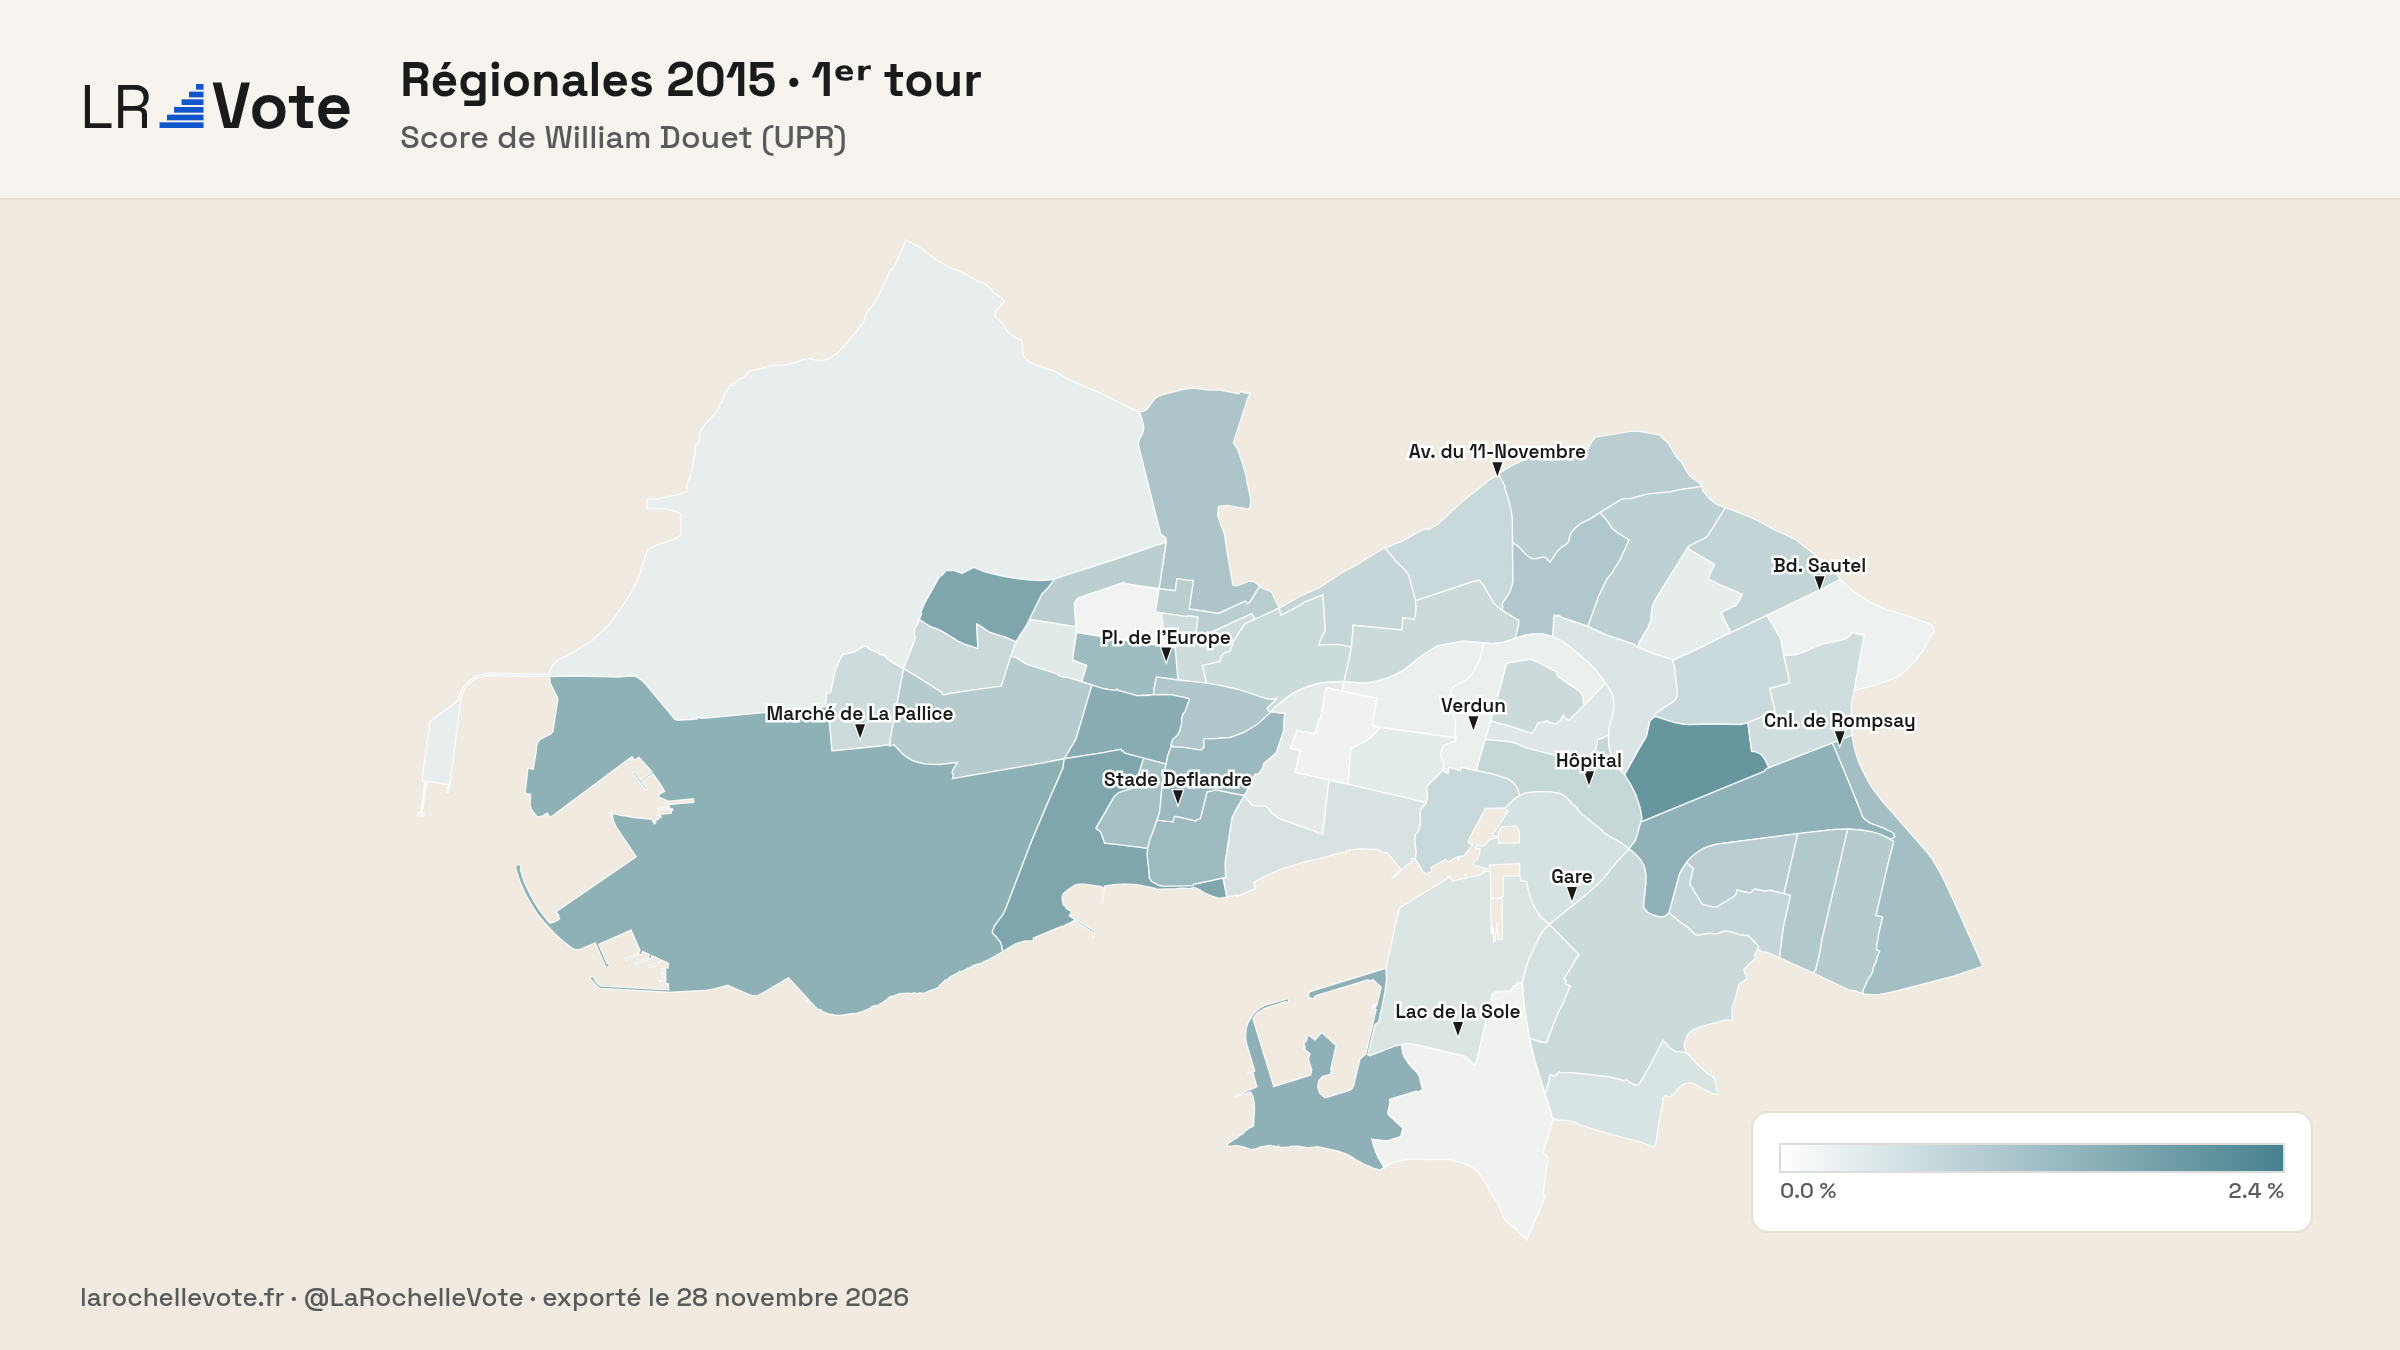 LR Vote
Régionales 2015 · 1er tour
Score de William Douet (UPR)
Av. du 11-Novembre
Bd. Sautel
Pl. de l'Europe
Marché de La Pallice
Verdun
Cnl. de Rompsay
Hôpital
Stade Deflandre
Gare
Lac de la Sole
0.0 %
2.4 %
larochellevote.fr · @LaRochelleVote · exporté le 28 novembre 2026